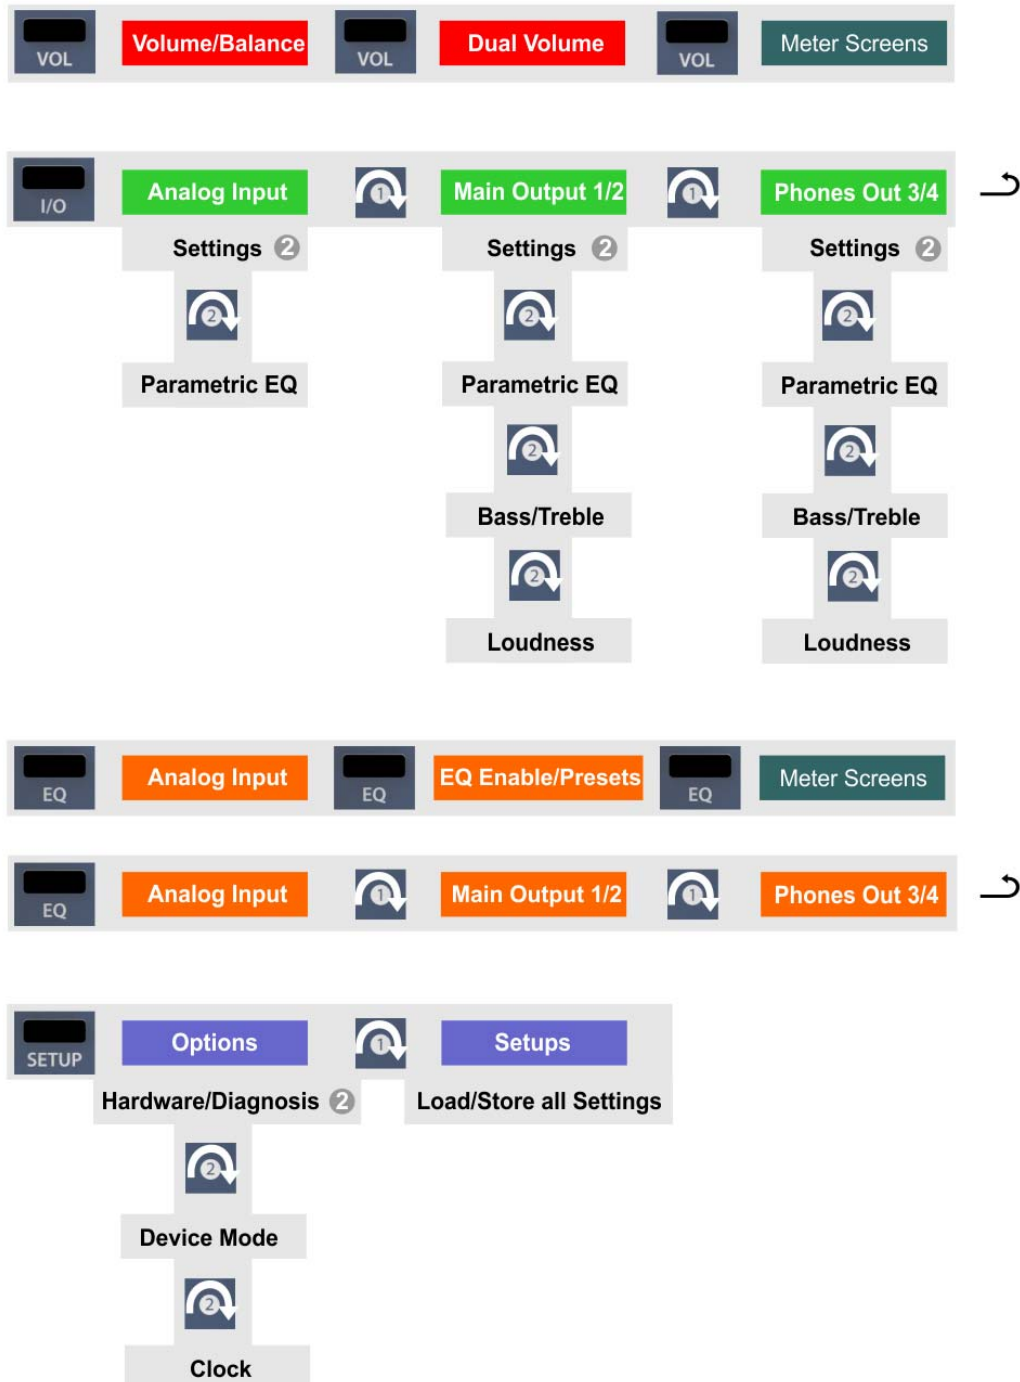 VOL Volume/Balance VOL Dual Volume VOL Meter Screens
I/O Analog Input 1 Main Output 1/2 1 Phones Out 3/4
Settings 2 Settings 2 Settings 2
2 2 2
Parametric EQ Parametric EQ Parametric EQ
2 2
Bass/Treble Bass/Treble
2 2
Loudness Loudness
EQ Analog Input EQ EQ Enable/Presets EQ Meter Screens
EQ Analog Input 1 Main Output 1/2 1 Phones Out 3/4
SETUP Options 1 Setups
Hardware/Diagnosis 2 Load/Store all Settings
2
Device Mode
2
Clock